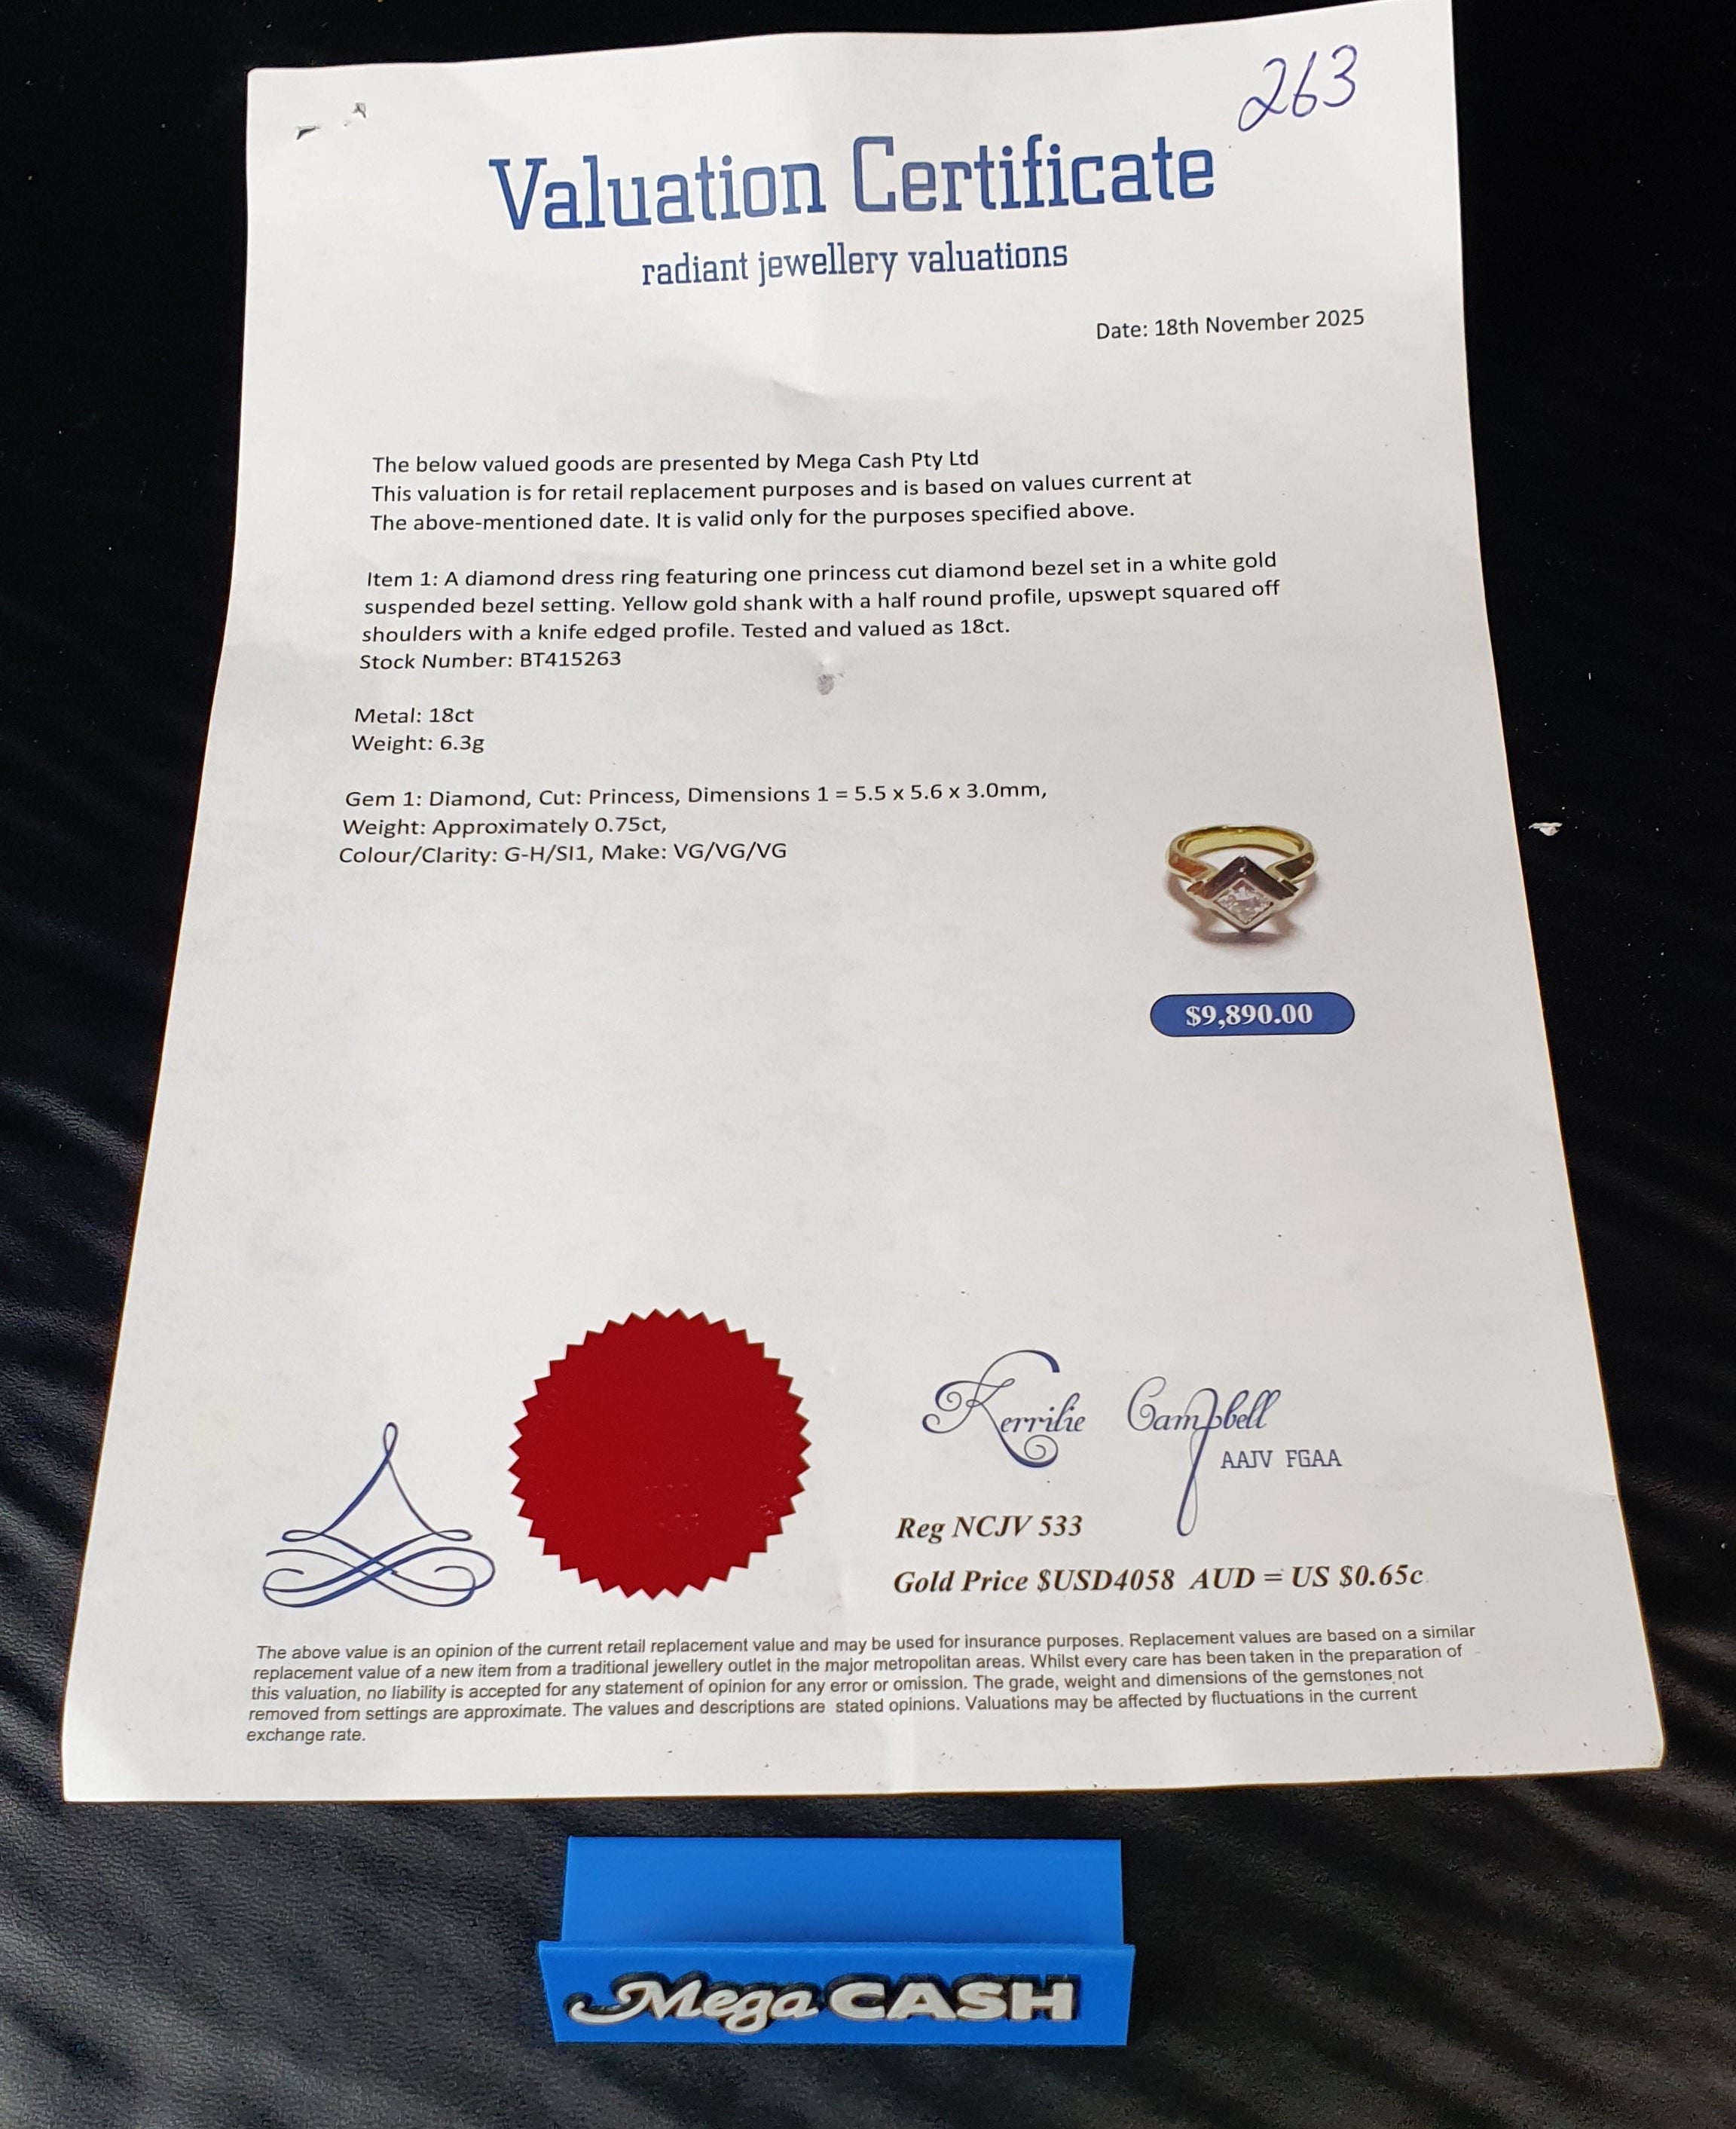 263
Valuation Certificate
radiant jewellery valuations
Date: 18th November 2025
The below valued goods are presented by Mega Cash Pty Ltd
This valuation is for retail replacement purposes and is based on values current at
The above-mentioned date. It is valid only for the purposes specified above.
Item 1: A diamond dress ring featuring one princess cut diamond bezel set in a white gold
suspended bezel setting. Yellow gold shank with a half round profile, upswept squared off
shoulders with a knife edged profile. Tested and valued as 18ct.
Stock Number: BT415263
Metal: 18ct
Weight: 6.3g
Gem 1: Diamond, Cut: Princess, Dimensions 1 = 5.5 x 5.6 x 3.0mm,
Weight: Approximately 0.75ct,
Colour/Clarity: G-H/SI1, Make: VG/VG/VG
$9,890.00
Kerrilie Campbell
AAJV FGAA
Reg NCJV 533
Gold Price $USD4058 AUD = US $0.65c
The above value is an opinion of the current retail replacement value and may be used for insurance purposes. Replacement values are based on a similar
replacement value of a new item from a traditional jewellery outlet in the major metropolitan areas. Whilst every care has been taken in the preparation of
this valuation, no liability is accepted for any statement of opinion for any error or omission. The grade, weight and dimensions of the gemstones not
removed from settings are approximate. The values and descriptions are stated opinions. Valuations may be affected by fluctuations in the current
exchange rate.
Mega CASH